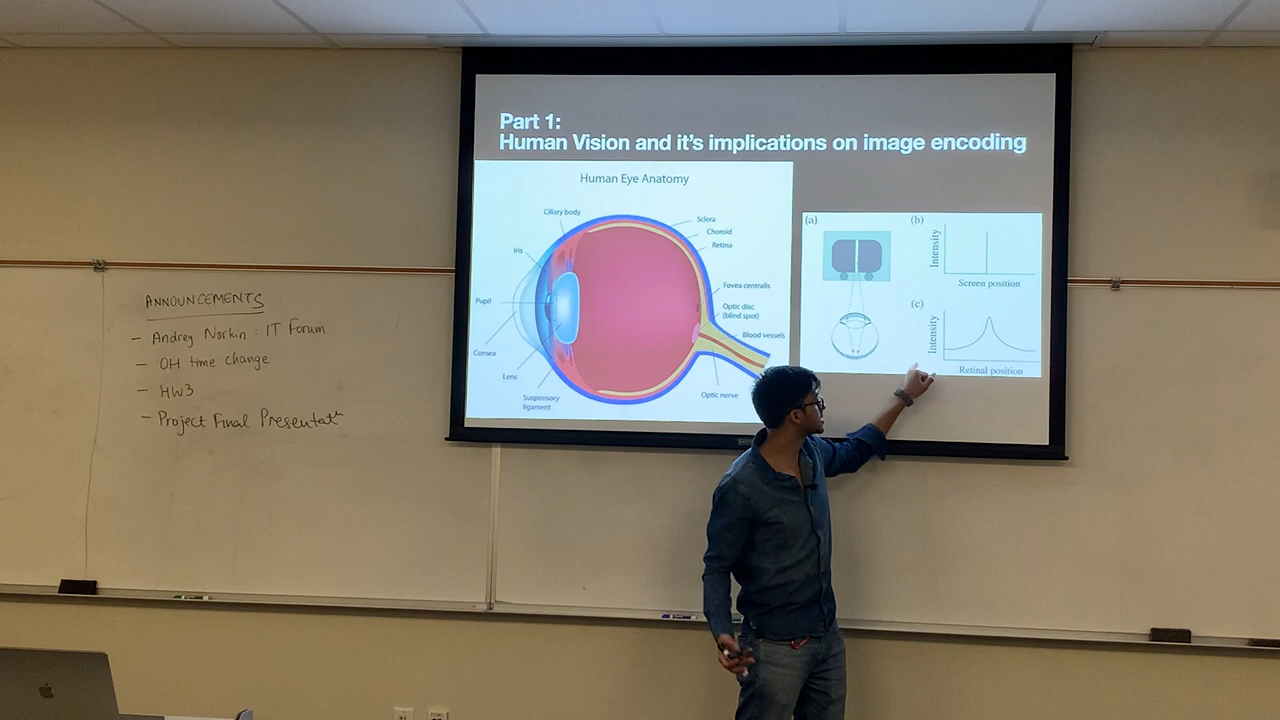 Part 1:
Human Vision and it's implications on image encoding
Human Eye Anatomy
Ciliary body
Sclera
Choroid
Retina
Iris
Fovea centralis
Pupil
Optic disc
(blind spot)
Blood vessels
Cornea
Lens
Suspensory
ligament
Optic nerve
(a)
(b)
Intensity
Screen position
(c)
Intensity
Retinal position
ANNOUNCEMENTS
- Andrey Norkin : IT Forum
- OH time change
- HW3
- Project Final Presentatn